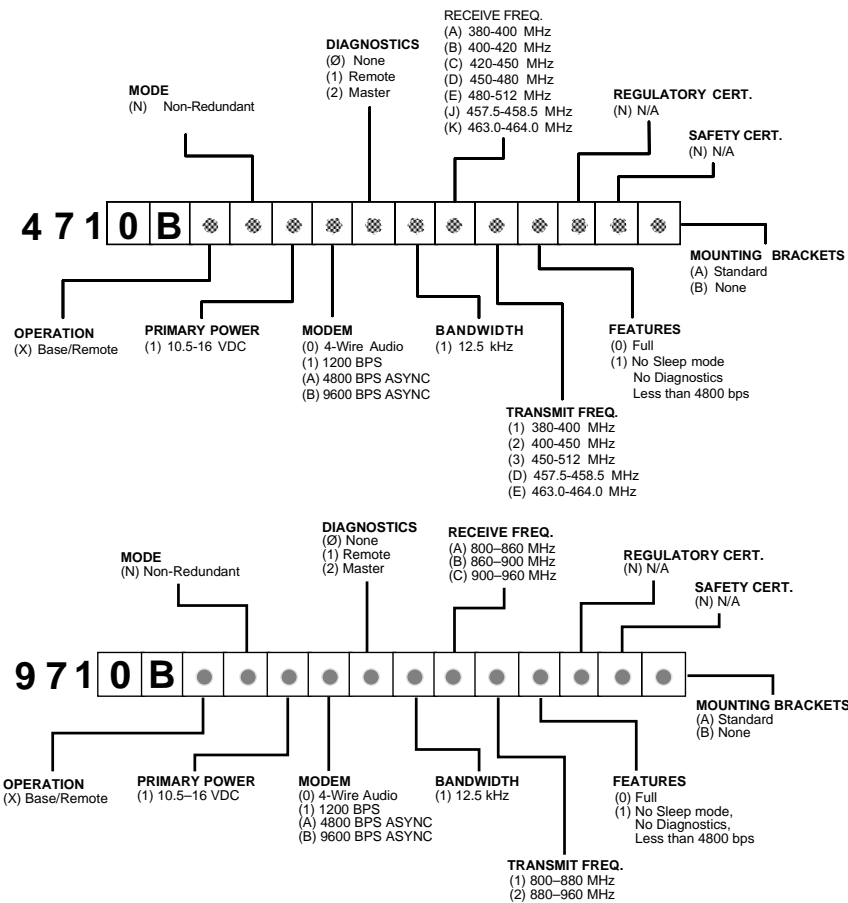 RECEIVE FREQ.
(A) 380-400 MHz
(B) 400-420 MHz
(C) 420-450 MHz
(D) 450-480 MHz
(E) 480-512 MHz
(J) 457.5-458.5 MHz
(K) 463.0-464.0 MHz
DIAGNOSTICS
(Ø) None
(1) Remote
(2) Master
MODE
(N) Non-Redundant
REGULATORY CERT.
(N) N/A
SAFETY CERT.
(N) N/A
4 7 1 0 B
MOUNTING BRACKETS
(A) Standard
(B) None
OPERATION
(X) Base/Remote
PRIMARY POWER
(1) 10.5-16 VDC
MODEM
(0) 4-Wire Audio
(1) 1200 BPS
(A) 4800 BPS ASYNC
(B) 9600 BPS ASYNC
BANDWIDTH
(1) 12.5 kHz
FEATURES
(0) Full
(1) No Sleep mode
No Diagnostics
Less than 4800 bps
TRANSMIT FREQ.
(1) 380-400 MHz
(2) 400-450 MHz
(3) 450-512 MHz
(D) 457.5-458.5 MHz
(E) 463.0-464.0 MHz
DIAGNOSTICS
(Ø) None
(1) Remote
(2) Master
RECEIVE FREQ.
(A) 800–860 MHz
(B) 860–900 MHz
(C) 900–960 MHz
MODE
(N) Non-Redundant
REGULATORY CERT.
(N) N/A
SAFETY CERT.
(N) N/A
9 7 1 0 B
MOUNTING BRACKETS
(A) Standard
(B) None
OPERATION
(X) Base/Remote
PRIMARY POWER
(1) 10.5–16 VDC
MODEM
(0) 4-Wire Audio
(1) 1200 BPS
(A) 4800 BPS ASYNC
(B) 9600 BPS ASYNC
BANDWIDTH
(1) 12.5 kHz
FEATURES
(0) Full
(1) No Sleep mode,
No Diagnostics,
Less than 4800 bps
TRANSMIT FREQ.
(1) 800–880 MHz
(2) 880–960 MHz